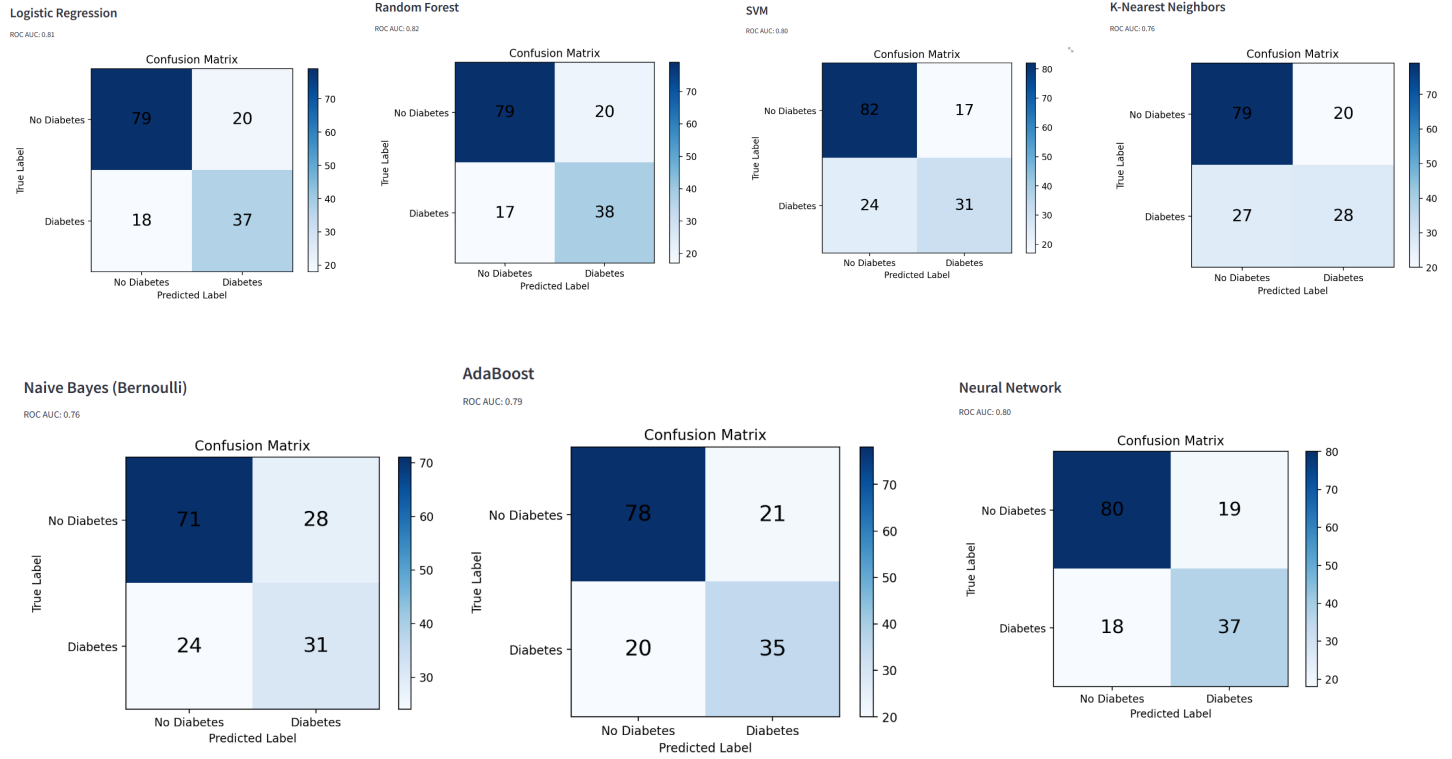 Logistic Regression
ROC AUC: 0.81
Confusion Matrix
No Diabetes
79
20
Diabetes
18
37
True Label
No Diabetes
Diabetes
Predicted Label
70
60
50
40
30
20
Random Forest
ROC AUC: 0.82
Confusion Matrix
No Diabetes
79
20
Diabetes
17
38
True Label
No Diabetes
Diabetes
Predicted Label
70
60
50
40
30
20
SVM
ROC AUC: 0.80
Confusion Matrix
No Diabetes
82
17
Diabetes
24
31
True Label
No Diabetes
Diabetes
Predicted Label
80
70
60
50
40
30
20
K-Nearest Neighbors
ROC AUC: 0.76
Confusion Matrix
No Diabetes
79
20
Diabetes
27
28
True Label
No Diabetes
Diabetes
Predicted Label
70
60
50
40
30
20
Naive Bayes (Bernoulli)
ROC AUC: 0.76
Confusion Matrix
No Diabetes
71
28
Diabetes
24
31
True Label
No Diabetes
Diabetes
Predicted Label
70
60
50
40
30
AdaBoost
ROC AUC: 0.79
Confusion Matrix
No Diabetes
78
21
Diabetes
20
35
True Label
No Diabetes
Diabetes
Predicted Label
70
60
50
40
30
20
Neural Network
ROC AUC: 0.80
Confusion Matrix
No Diabetes
80
19
Diabetes
18
37
True Label
No Diabetes
Diabetes
Predicted Label
80
70
60
50
40
30
20